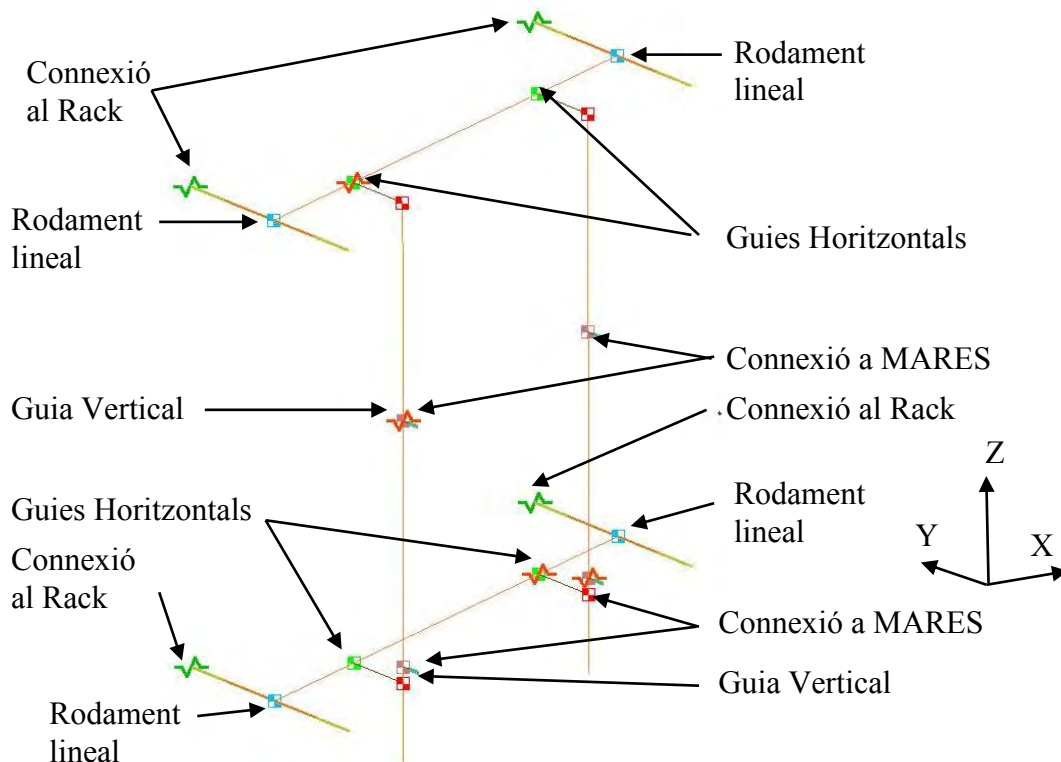 Connexió
al Rack
Rodament
lineal
Rodament
lineal
Guies Horitzontals
Connexió a MARES
Guia Vertical
Connexió al Rack
Guies Horitzontals
Rodament
lineal
Z
Y
X
Connexió
al Rack
Connexió a MARES
Guia Vertical
Rodament
lineal